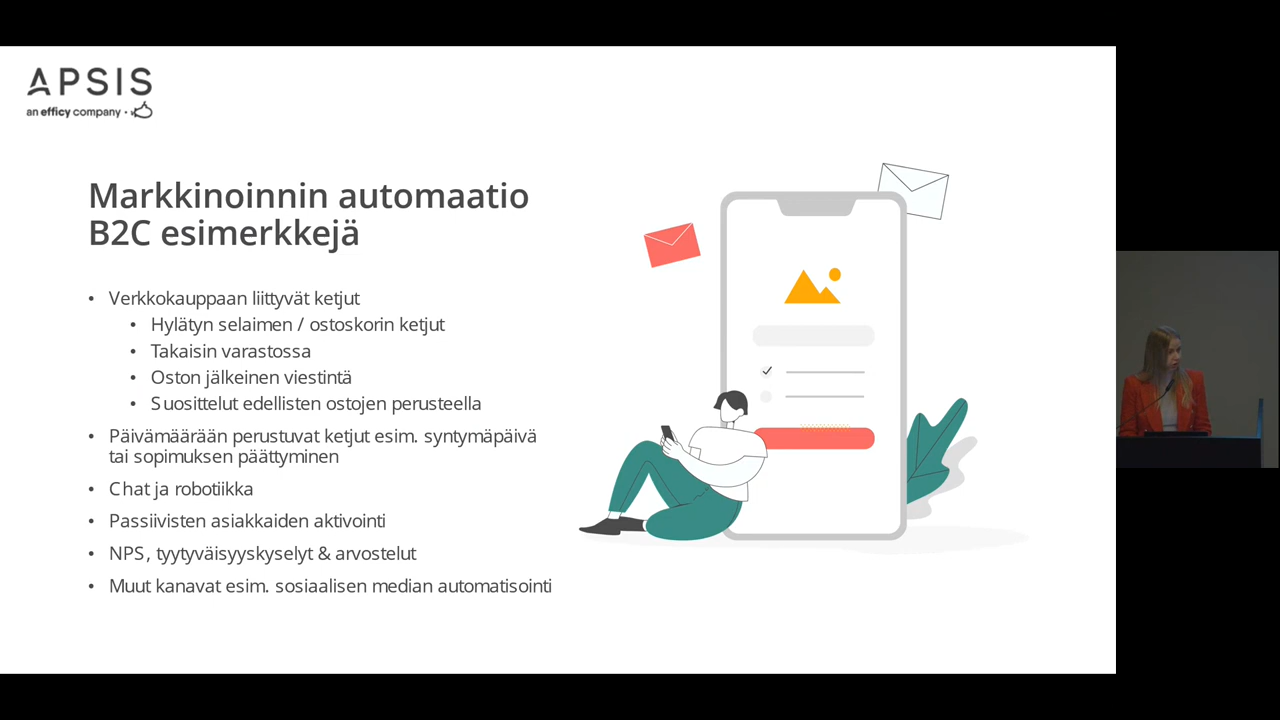 APSIS
an efficy company
Markkinoinnin automaatio
B2C esimerkkejä
• Verkkokauppaan liittyvät ketjut
• Hylätyn selaimen / ostoskorin ketjut
• Takaisin varastossa
• Oston jälkeinen viestintä
• Suosittelut edellisten ostojen perusteella
• Päivämäärään perustuvat ketjut esim. syntymäpäivä
tai sopimuksen päättyminen
• Chat ja robotiikka
• Passiivisten asiakkaiden aktivointi
• NPS, tyytyväisyyskyselyt & arvostelut
• Muut kanavat esim. sosiaalisen median automatisointi